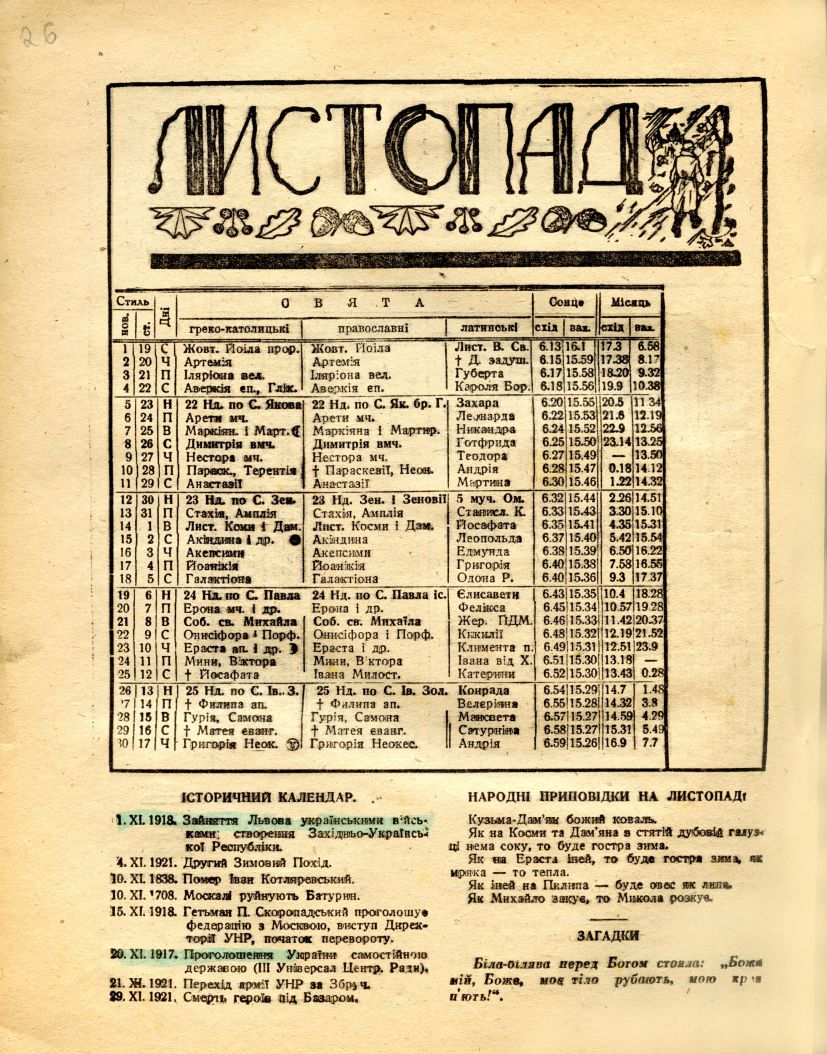 26
ЛИСТОПАД
Стиль Дні СВЯТА Сонце Місяць
нов. ст. греко-католицькі православні латинські схід зах. схід зах.
1 19 С Жовт. Йоіла прор. Жовт. Йоіла Лист. В. Св. 6.13 16.1 17.3 6.58
2 20 Ч Артемія Артемія † Д. задуш. 6.15 15.59 17.38 8.17
3 21 П Іляріона вел. Іляріона вел. Губерта 6.17 15.58 18.20 9.32
4 22 С Аверкія еп., Гліж. Аверкія еп. Кароля Бор. 6.18 15.56 19.9 10.38
5 23 Н 22 Нд. по С. Якова 22 Нд. по С. Як. бр. Г. Захара 6.20 15.55 20.5 11 34
6 24 П Арети мч. Арети мч. Леонарда 6.22 15.53 21.6 12.19
7 25 В Маркіян. і Март. Маркіяна і Мартир. Никандра 6.24 15.52 22.9 12.56
8 26 С Димитрія вмч. Димитрія вмч. Готфрида 6.25 15.50 23.14 13.25
9 27 Ч Нестора мч. Нестора мч. Теодора 6.27 15.49 — 13.50
10 28 П Параск., Терентія † Параскевії, Неон. Андрія 6.28 15.47 0.18 14.12
11 29 С Анастазії Анастазії Мартина 6.30 15.46 1.22 14.32
12 30 Н 23 Нд. по С. Зен. 23 Нд. Зен. і Зеновії 5 муч. Ом. 6.32 15.44 2.26 14.51
13 31 П Стахія, Амплія Стахія, Амплія Станисл. К. 6.33 15.43 3.30 15.10
14 1 В Лист. Косми і Дам. Лист. Косми і Дам. Йосафата 6.35 15.41 4.35 15.31
15 2 С Акіндина і др. Акіндина Леопольда 6.37 15.40 5.42 15.54
16 3 Ч Акепсими Акепсими Едмунда 6.38 15.39 6.50 16.22
17 4 П Йоанікія Йоанікія Григорія 6.40 15.38 7.58 16.55
18 5 С Галактіона Галактіона Одона Р. 6.40 15.36 9.3 17.37
19 6 Н 24 Нд. по С. Павла 24 Нд. по С. Павла іс. Єлисавети 6.43 15.35 10.4 18.28
20 7 П Ерона мч. і др. Ерона і др. Фелікса 6.45 15.34 10.57 19.28
21 8 В Соб. св. Михайла Соб. св. Михаїла Жер. ПДМ. 6.46 15.33 11.42 20.37
22 9 С Онисіфора і Порф. Онисіфора і Порф. Кикилії 6.48 15.32 12.19 21.52
23 10 Ч Ераста ап. і др. Ераста і др. Климента п. 6.49 15.31 12.51 23.9
24 11 П Мини, Віктора Мини, В'ктора Івана від Х. 6.51 15.30 13.18 —
25 12 С † Йосафата Івана Милост. Катерини 6.52 15.30 13.43 0.28
26 13 Н 25 Нд. по С. Ів. З. 25 Нд. по С. Ів. Зол. Конрада 6.54 15.29 14.7 1.48
'7 14 П † Филипа ап. † Филипа ап. Велеріяна 6.55 15.28 14.32 3.8
28 15 В Гурія, Самона Гурія, Самона Мансвета 6.57 15.27 14.59 4.29
29 16 С † Матея еванг. † Матея еванг. Сатурніна 6.58 15.27 15.31 5.49
30 17 Ч Григорія Неок. Григорія Неокес. Андрія 6.59 15.26 16.9 7.7
ІСТОРИЧНИЙ КАЛЕНДАР.
1. XI. 1918. Зайняття Львова українськими війсь-
ками; створення Західньо-Українсь-
кої Республіки.
4. XI. 1921. Другий Зимовий Похід.
10. XI. 1838. Помер Іван Котляревський.
10. XI. '708. Москалі руйнують Батурин.
15. XI. 1918. Гетьман П. Скоропадський проголошує
федерацію з Москвою, виступ Дирек-
торії УНР, початок перевороту.
20. XI. 1917. Проголошення України самостійною
державою (III Універсал Центр. Ради).
21. XI. 1921. Перехід армії УНР за Збруч.
29. XI. 1921. Смерть героїв під Базаром.
НАРОДНІ ПРИПОВІДКИ НА ЛИСТОПАД:
Кузьма-Дам'ян божий коваль.
Як на Косми та Дам'яна в стятій дубовій галуз-
ці нема соку, то буде гостра зима.
Як на Ераста іней, то буде гостра зима, як
мрячка — то тепла.
Як іней на Пилипа — буде овес як липа.
Як Михайло закує, то Микола розкує.
ЗАГАДКИ
Біла-білява перед Богом стояла: „Боже
мій, Боже, моє тіло рубають, мою кр в
п'ють!“.